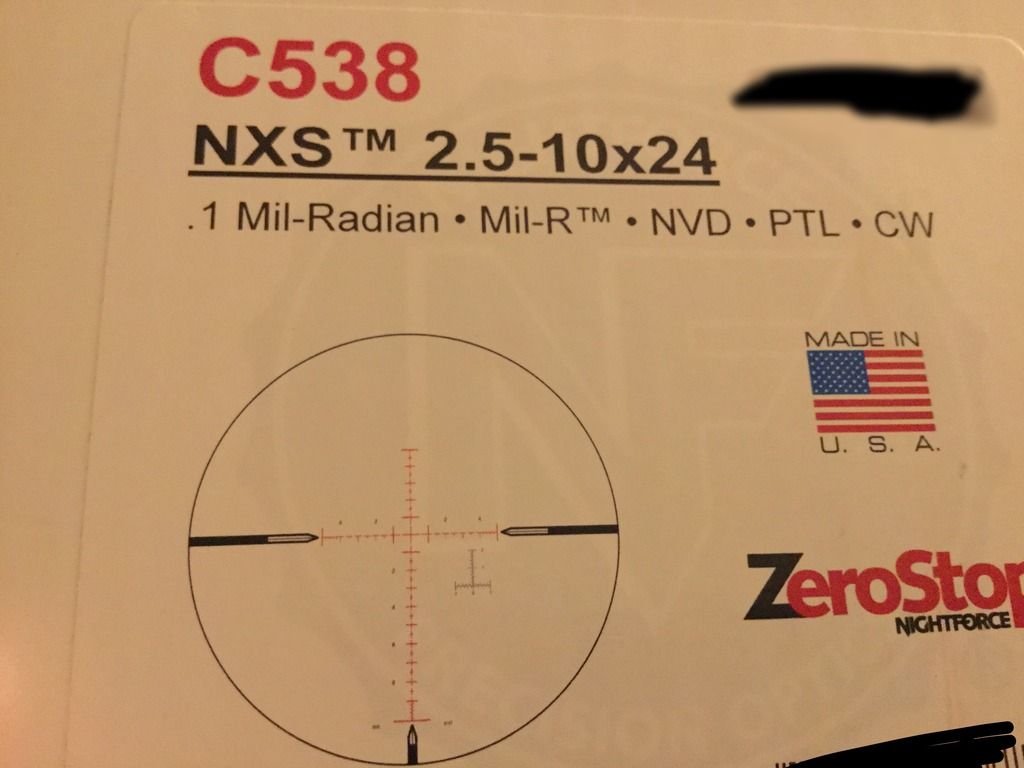 C538
NXS™ 2.5-10x24
.1 Mil-Radian • Mil-R™ • NVD • PTL • CW
MADE IN
U. S. A.
ZeroStop
NIGHTFORCE